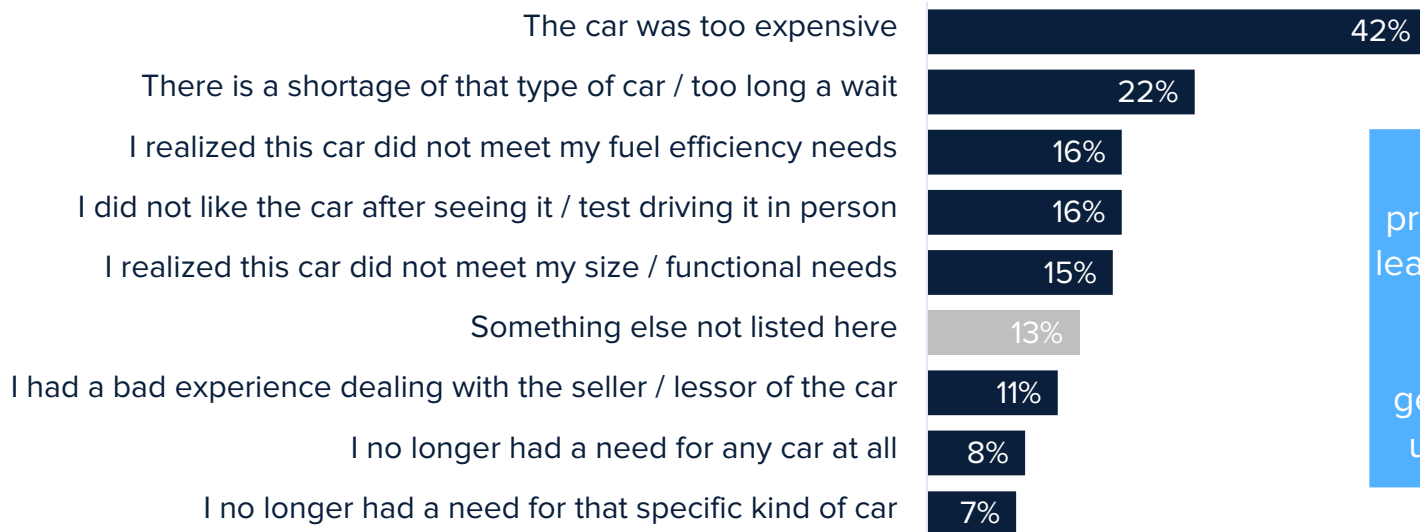 The car was too expensive 42%
There is a shortage of that type of car / too long a wait 22%
I realized this car did not meet my fuel efficiency needs 16%
I did not like the car after seeing it / test driving it in person 16%
I realized this car did not meet my size / functional needs 15%
Something else not listed here 13%
I had a bad experience dealing with the seller / lessor of the car 11%
I no longer had a need for any car at all 8%
I no longer had a need for that specific kind of car 7%